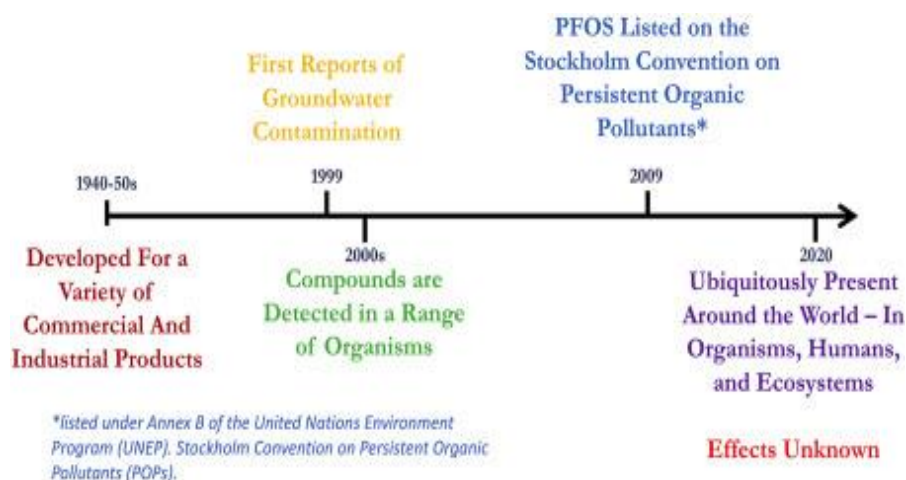 PFOS Listed on the
Stockholm Convention on
Persistent Organic
Pollutants*
First Reports of
Groundwater
Contamination
1940-50s
1999
2009
2000s
2020
Developed For a
Variety of
Commercial And
Industrial Products
Compounds are
Detected in a Range
of Organisms
Ubiquitously Present
Around the World – In
Organisms, Humans,
and Ecosystems
*listed under Annex B of the United Nations Environment
Program (UNEP). Stockholm Convention on Persistent Organic
Pollutants (POPs).
Effects Unknown